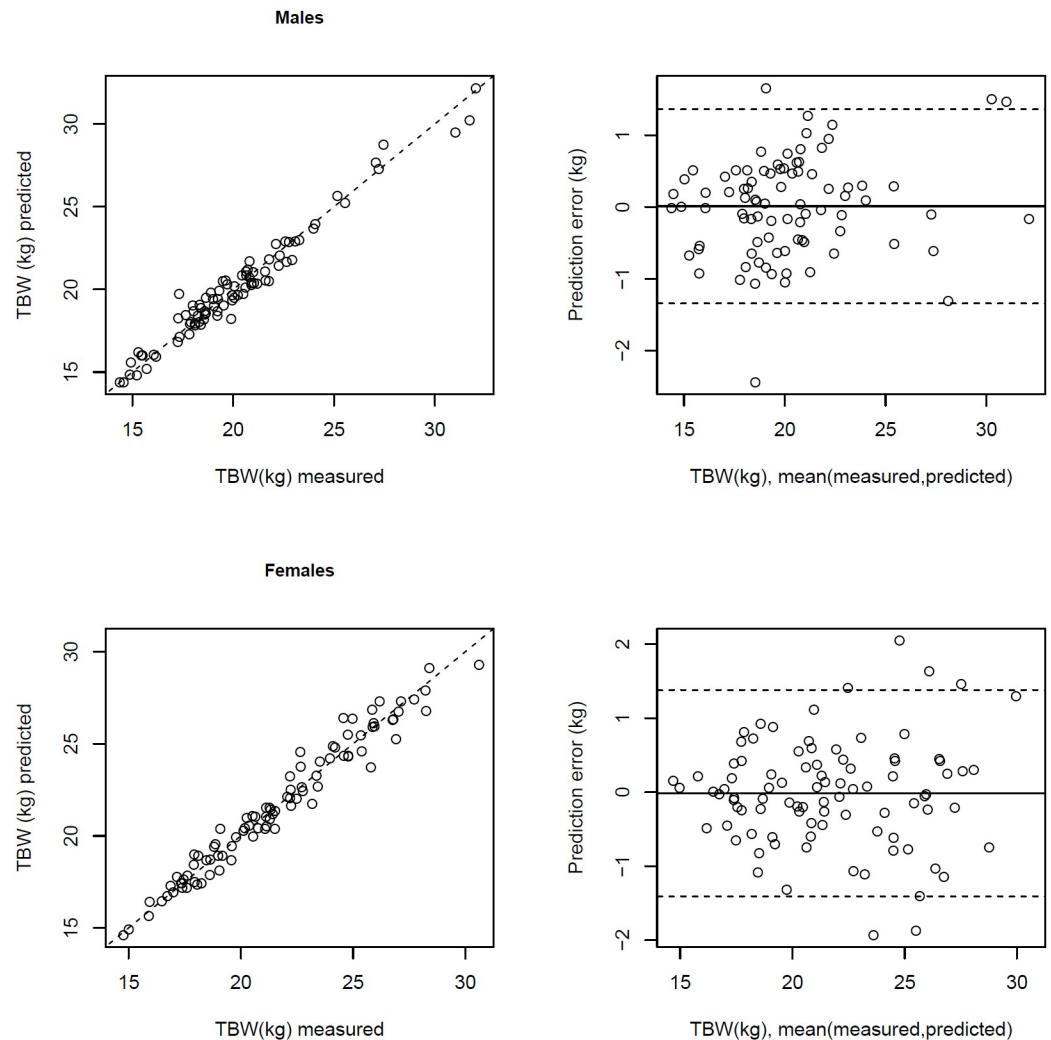 Males
TBW (kg) predicted
30
25
20
15
15 20 25 30
TBW(kg) measured
Prediction error (kg)
1
0
−1
−2
15 20 25 30
TBW(kg), mean(measured,predicted)
Females
TBW (kg) predicted
30
25
20
15
15 20 25 30
TBW(kg) measured
Prediction error (kg)
2
1
0
−1
−2
15 20 25 30
TBW(kg), mean(measured,predicted)